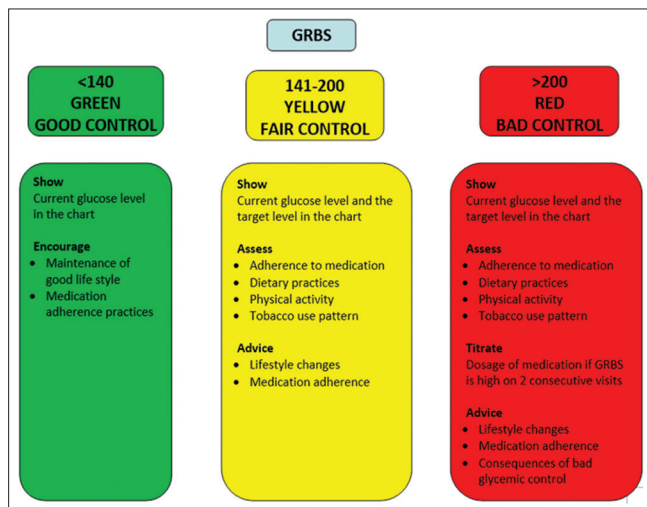 GRBS
<140
GREEN
GOOD CONTROL
141-200
YELLOW
FAIR CONTROL
>200
RED
BAD CONTROL
Show
Current glucose level
in the chart
Encourage
• Maintenance of
good life style
• Medication
adherence practices
Show
Current glucose level and the
target level in the chart
Assess
• Adherence to medication
• Dietary practices
• Physical activity
• Tobacco use pattern
Advice
• Lifestyle changes
• Medication adherence
Show
Current glucose level and the
target level in the chart
Assess
• Adherence to medication
• Dietary practices
• Physical activity
• Tobacco use pattern
Titrate
Dosage of medication if GRBS
is high on 2 consecutive visits
Advice
• Lifestyle changes
• Medication adherence
• Consequences of bad
glycemic control